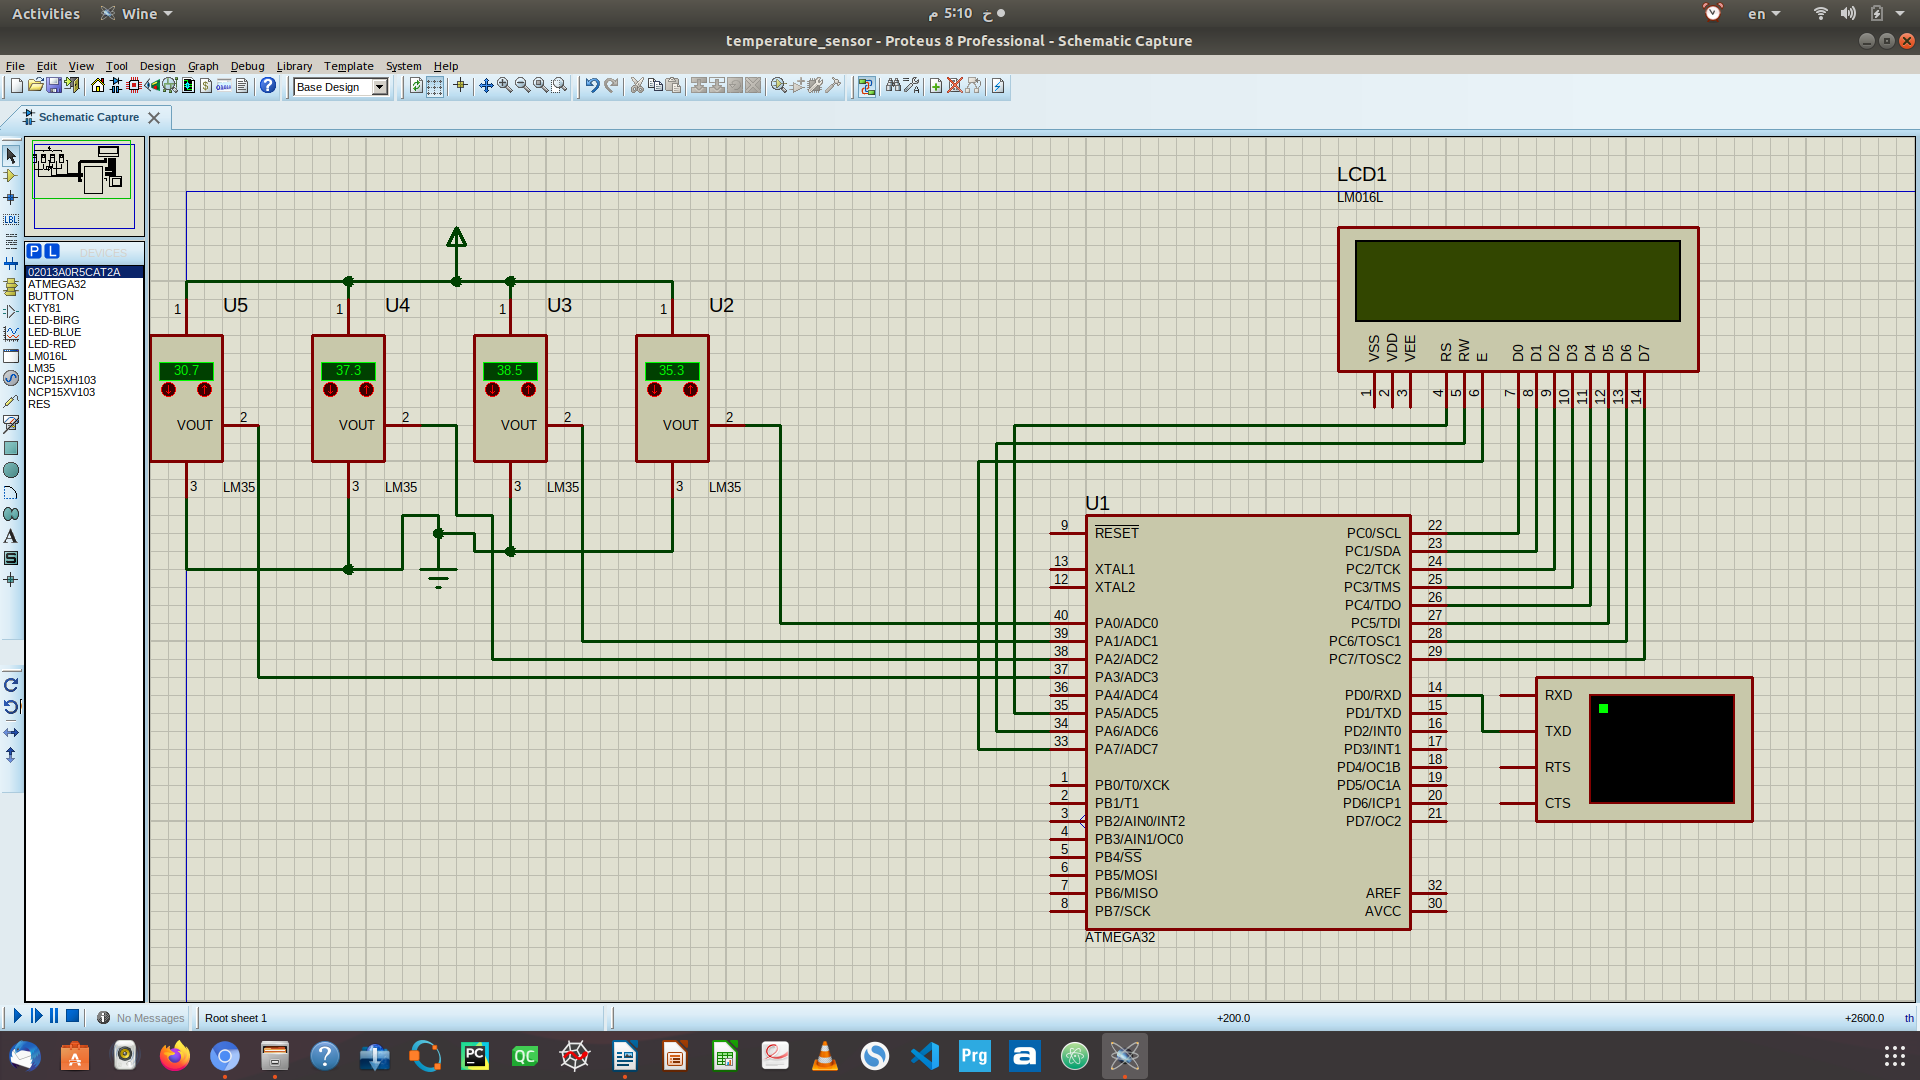 Activities Wine خ 5:10 م en
temperature_sensor - Proteus 8 Professional - Schematic Capture
File Edit View Tool Design Graph Debug Library Template System Help
Base Design
Schematic Capture
P L DEVICES
02013A0R5CAT2A
ATMEGA32
BUTTON
KTY81
LED-BIRG
LED-BLUE
LED-RED
LM016L
LM35
NCP15XH103
NCP15XV103
RES
LBL
A
S
LCD1
LM016L
VSS VDD VEE RS RW E D0 D1 D2 D3 D4 D5 D6 D7
1 2 3 4 5 6 7 8 9 10 11 12 13 14
1 U5 1 U4 1 U3 1 U2
30.7 37.3 38.5 35.3
VOUT 2 VOUT 2 VOUT 2 VOUT 2
3 LM35 3 LM35 3 LM35 3 LM35
U1
9 RESET PC0/SCL 22
PC1/SDA 23
13 XTAL1 PC2/TCK 24
12 XTAL2 PC3/TMS 25
PC4/TDO 26
40 PA0/ADC0 PC5/TDI 27
39 PA1/ADC1 PC6/TOSC1 28
38 PA2/ADC2 PC7/TOSC2 29
37 PA3/ADC3
36 PA4/ADC4 PD0/RXD 14
35 PA5/ADC5 PD1/TXD 15
34 PA6/ADC6 PD2/INT0 16
33 PA7/ADC7 PD3/INT1 17
PD4/OC1B 18
1 PB0/T0/XCK PD5/OC1A 19
2 PB1/T1 PD6/ICP1 20
3 PB2/AIN0/INT2 PD7/OC2 21
4 PB3/AIN1/OC0
5 PB4/SS
6 PB5/MOSI
7 PB6/MISO AREF 32
8 PB7/SCK AVCC 30
ATMEGA32
RXD
TXD
RTS
CTS
No Messages Root sheet 1 +200.0 +2600.0 th
PC QC Prg a